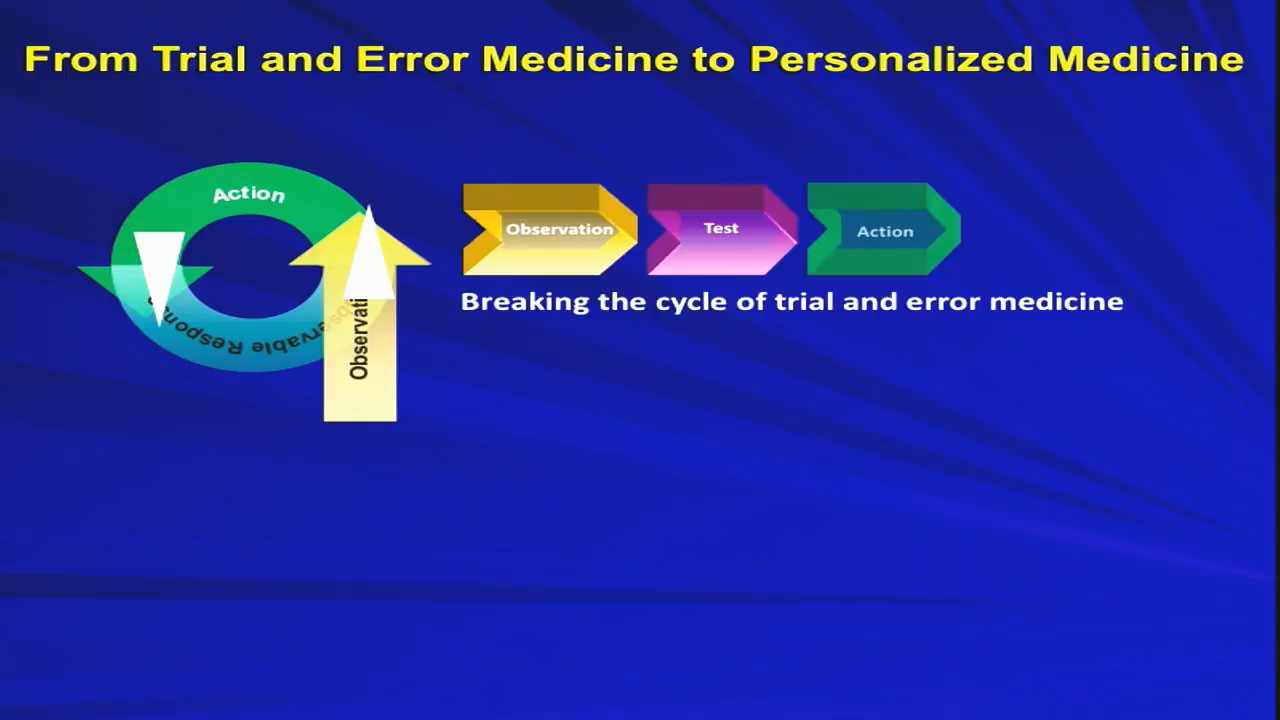 From Trial and Error Medicine to Personalized Medicine
Action
Observation
Test
Action
Breaking the cycle of trial and error medicine